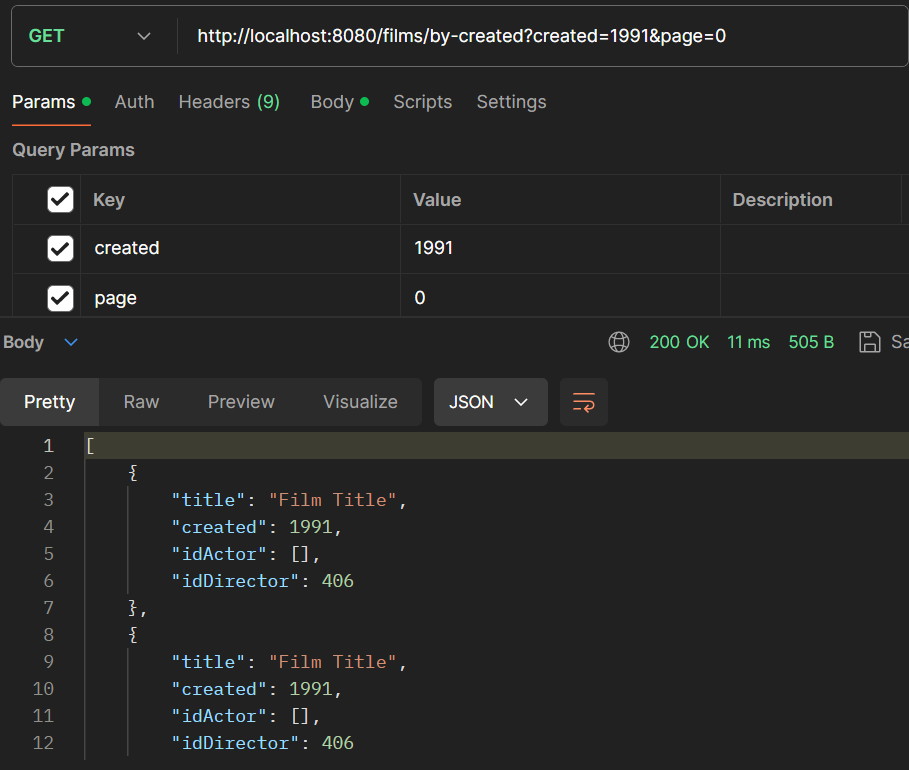 GET http://localhost:8080/films/by-created?created=1991&page=0
Params Auth Headers (9) Body Scripts Settings
Query Params
Key Value Description
created 1991
page 0
Body 200 OK 11 ms 505 B Sa
Pretty Raw Preview Visualize JSON
1 [
2 {
3 "title": "Film Title",
4 "created": 1991,
5 "idActor": [],
6 "idDirector": 406
7 },
8 {
9 "title": "Film Title",
10 "created": 1991,
11 "idActor": [],
12 "idDirector": 406